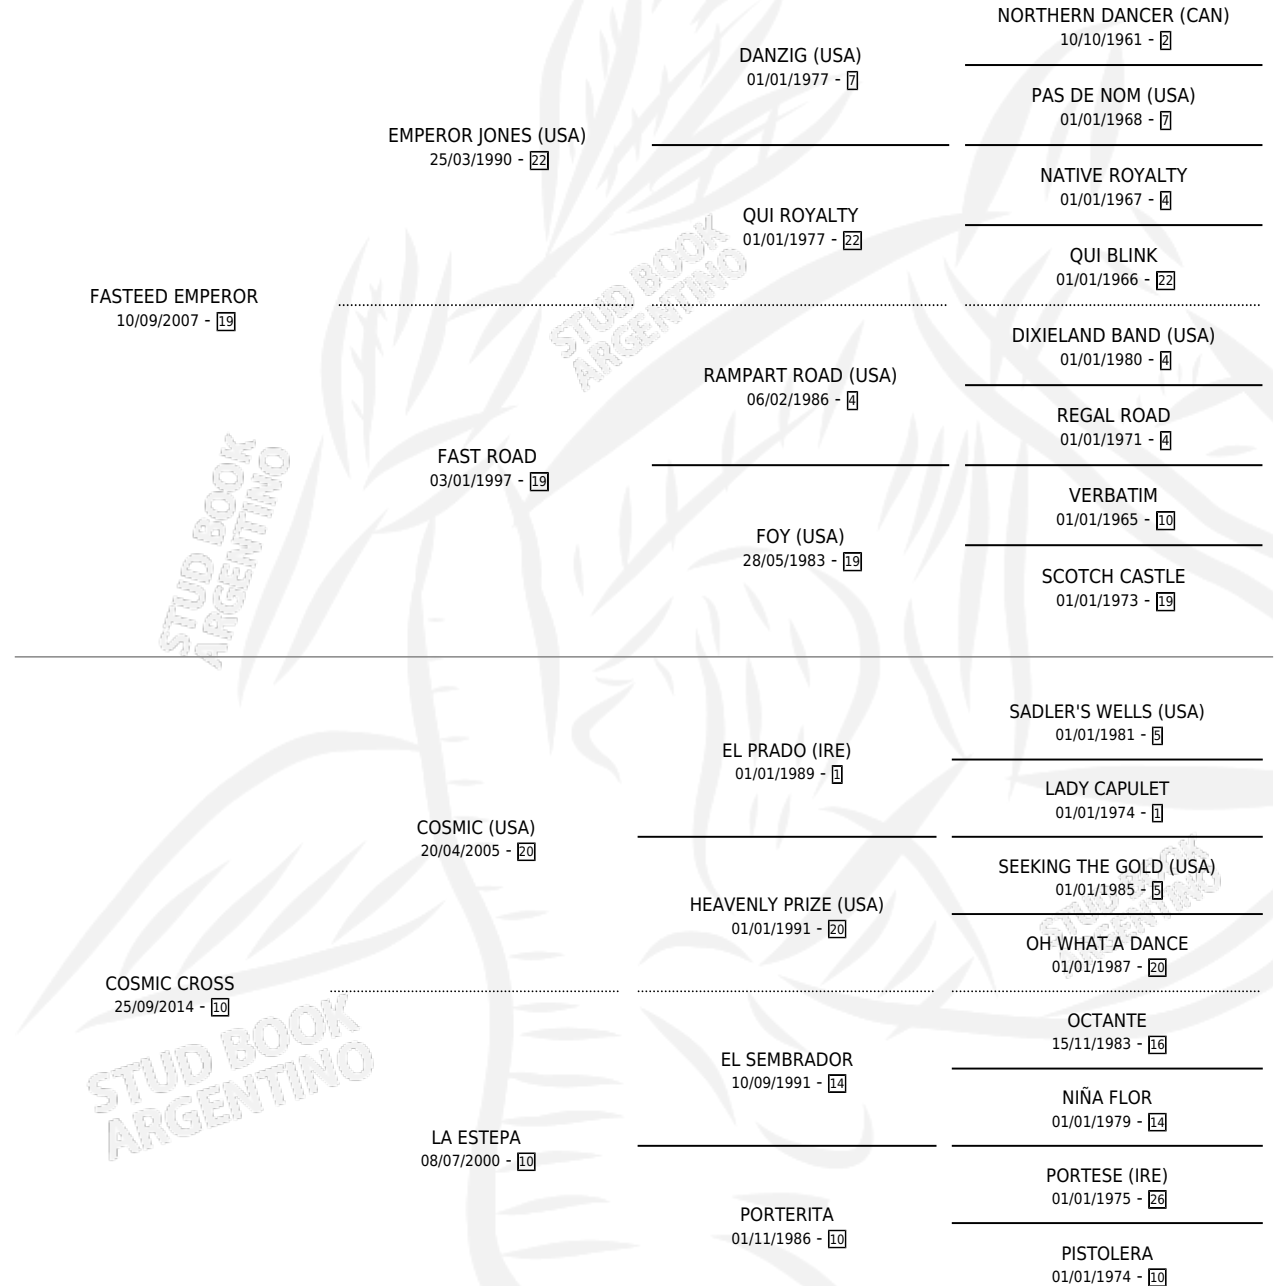 NORTHERN DANCER (CAN)
10/10/1961 - 2
DANZIG (USA)
01/01/1977 - 7
PAS DE NOM (USA)
01/01/1968 - 7
EMPEROR JONES (USA)
25/03/1990 - 22
NATIVE ROYALTY
01/01/1967 - 4
QUI ROYALTY
01/01/1977 - 22
QUI BLINK
01/01/1966 - 22
FASTEED EMPEROR
10/09/2007 - 19
DIXIELAND BAND (USA)
01/01/1980 - 4
RAMPART ROAD (USA)
06/02/1986 - 4
REGAL ROAD
01/01/1971 - 4
FAST ROAD
03/01/1997 - 19
VERBATIM
01/01/1965 - 10
FOY (USA)
28/05/1983 - 19
SCOTCH CASTLE
01/01/1973 - 19
STUD BOOK
ARGENTINO
STUD BOOK
ARGENTINO
SADLER'S WELLS (USA)
01/01/1981 - 5
EL PRADO (IRE)
01/01/1989 - 1
LADY CAPULET
01/01/1974 - 1
COSMIC (USA)
20/04/2005 - 20
SEEKING THE GOLD (USA)
01/01/1985 - 5
HEAVENLY PRIZE (USA)
01/01/1991 - 20
OH WHAT A DANCE
01/01/1987 - 20
COSMIC CROSS
25/09/2014 - 10
OCTANTE
15/11/1983 - 16
EL SEMBRADOR
10/09/1991 - 14
NIÑA FLOR
01/01/1979 - 14
LA ESTEPA
08/07/2000 - 10
PORTESE (IRE)
01/01/1975 - 26
PORTERITA
01/11/1986 - 10
PISTOLERA
01/01/1974 - 10
STUD BOOK
ARGENTINO
STUD BOOK
ARGENTINO